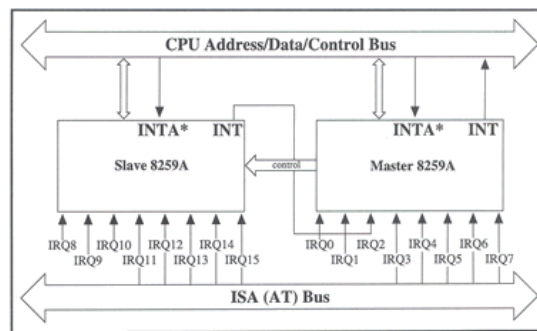 CPU Address/Data/Control Bus
INTA* INT
INTA* INT
Slave 8259A
control
Master 8259A
IRQ8
IRQ9
IRQ10
IRQ11
IRQ12
IRQ13
IRQ14
IRQ15
IRQ0
IRQ1
IRQ2
IRQ3
IRQ4
IRQ5
IRQ6
IRQ7
ISA (AT) Bus